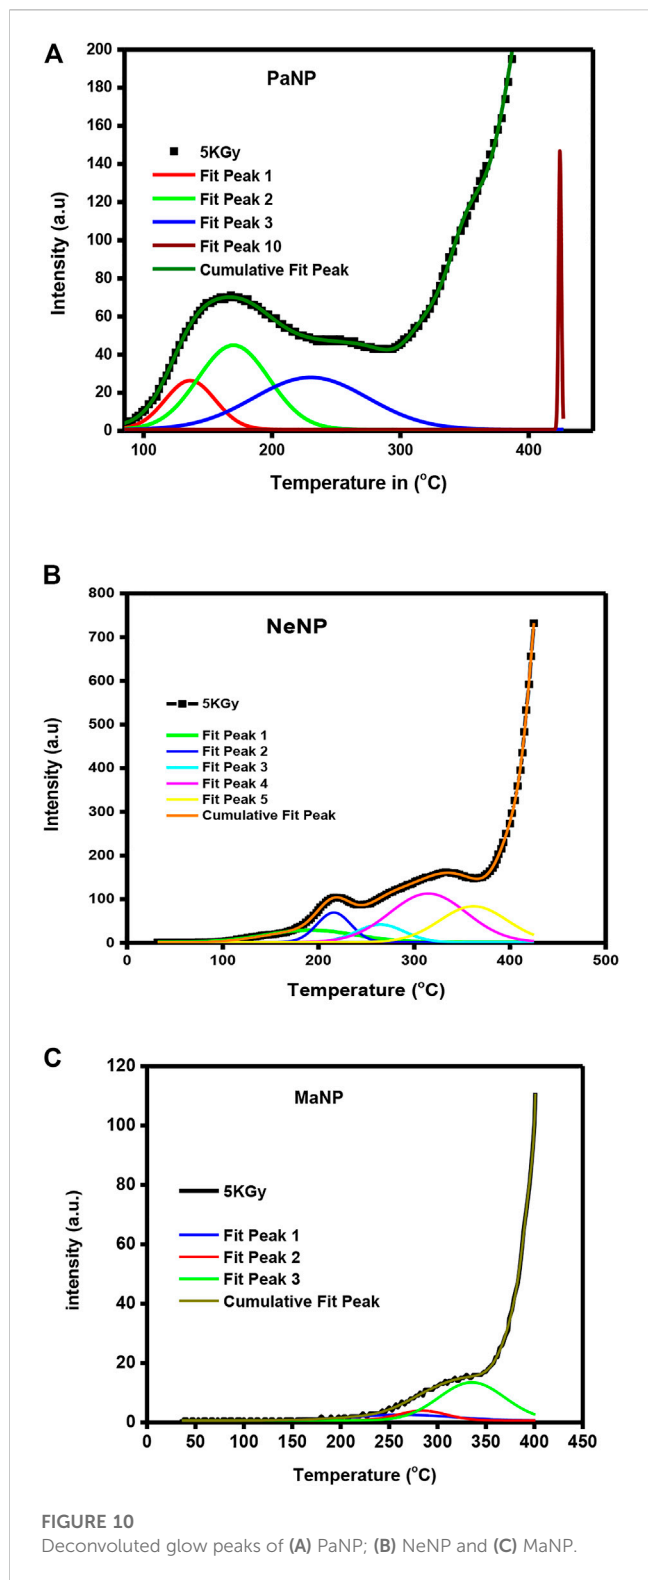 A
PaNP
200
180
160
140
120
100
80
60
40
20
0
Intensity (a.u)
5KGy
Fit Peak 1
Fit Peak 2
Fit Peak 3
Fit Peak 10
Cumulative Fit Peak
100 200 300 400
Temperature in (°C)
B
NeNP
800
700
600
500
400
300
200
100
0
Intensity (a.u)
5KGy
Fit Peak 1
Fit Peak 2
Fit Peak 3
Fit Peak 4
Fit Peak 5
Cumulative Fit Peak
0 100 200 300 400 500
Temperature (°C)
C
MaNP
120
100
80
60
40
20
0
intensity (a.u.)
5KGy
Fit Peak 1
Fit Peak 2
Fit Peak 3
Cumulative Fit Peak
0 50 100 150 200 250 300 350 400 450
Temperature (°C)
FIGURE 10
Deconvoluted glow peaks of (A) PaNP; (B) NeNP and (C) MaNP.